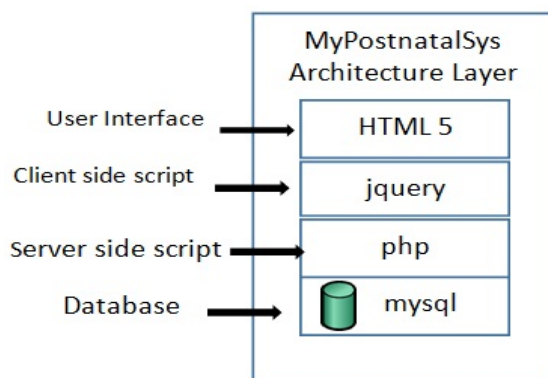 MyPostnatalSys
Architecture Layer
User Interface
HTML 5
Client side script
jquery
Server side script
php
Database
mysql